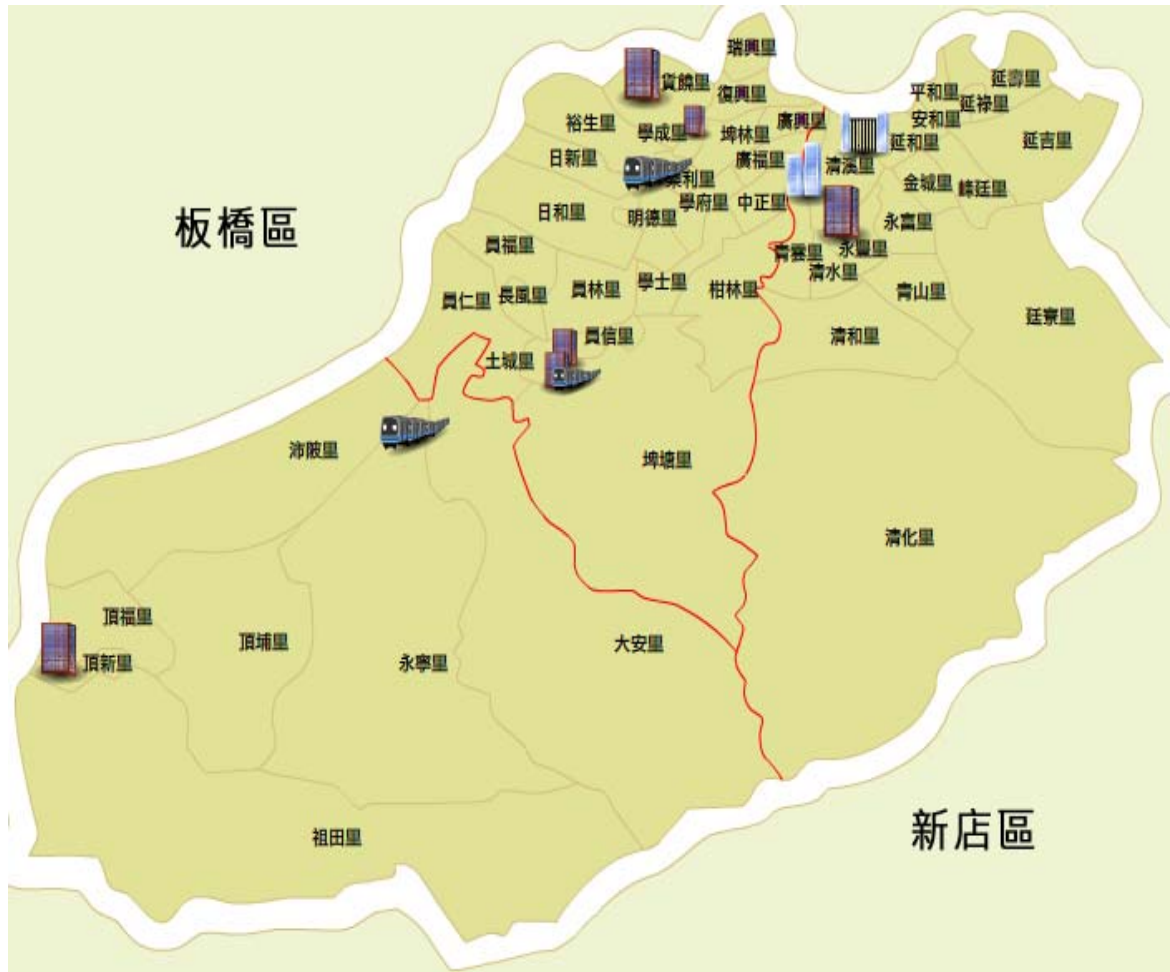 瑞興里
貨饒里
復興里
平和里
延壽里
延祿里
裕生里
學成里
埤林里
廣興里
安和里
延和里
延吉里
日新里
廣福里
清溪里
樂利里
金城里
峰廷里
日和里
明德里
學府里
中正里
永富里
板橋區
員福里
青雲里
永豐里
清水里
員仁里
長風里
員林里
學士里
柑林里
青山里
廷寮里
土城里
員信里
清和里
沛陂里
埤塘里
清化里
頂福里
頂新里
頂埔里
永寧里
大安里
祖田里
新店區